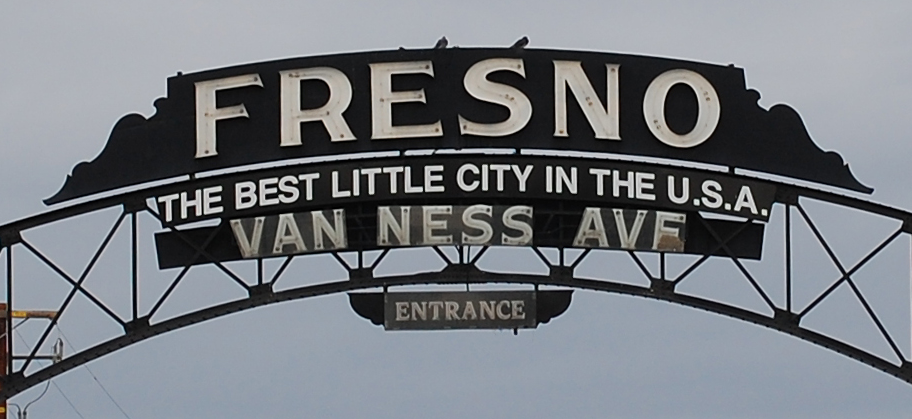 FRESNO
THE BEST LITTLE CITY IN THE U.S.A.
VAN NESS AVE
ENTRANCE